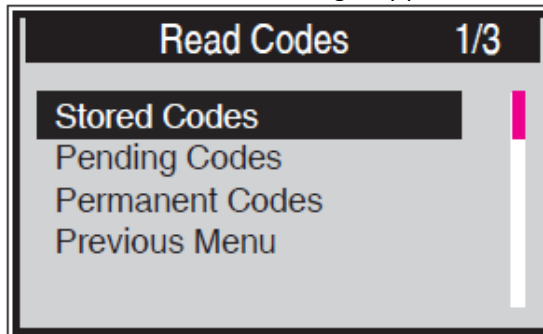 Read Codes 1/3
Stored Codes
Pending Codes
Permanent Codes
Previous Menu